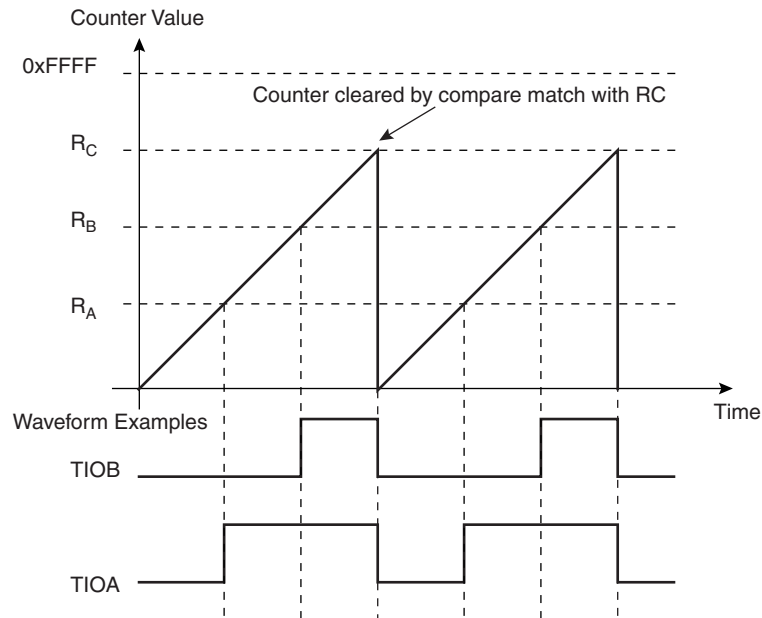 Counter Value
0xFFFF
Counter cleared by compare match with RC
RC
RB
RA
Time
Waveform Examples
TIOB
TIOA